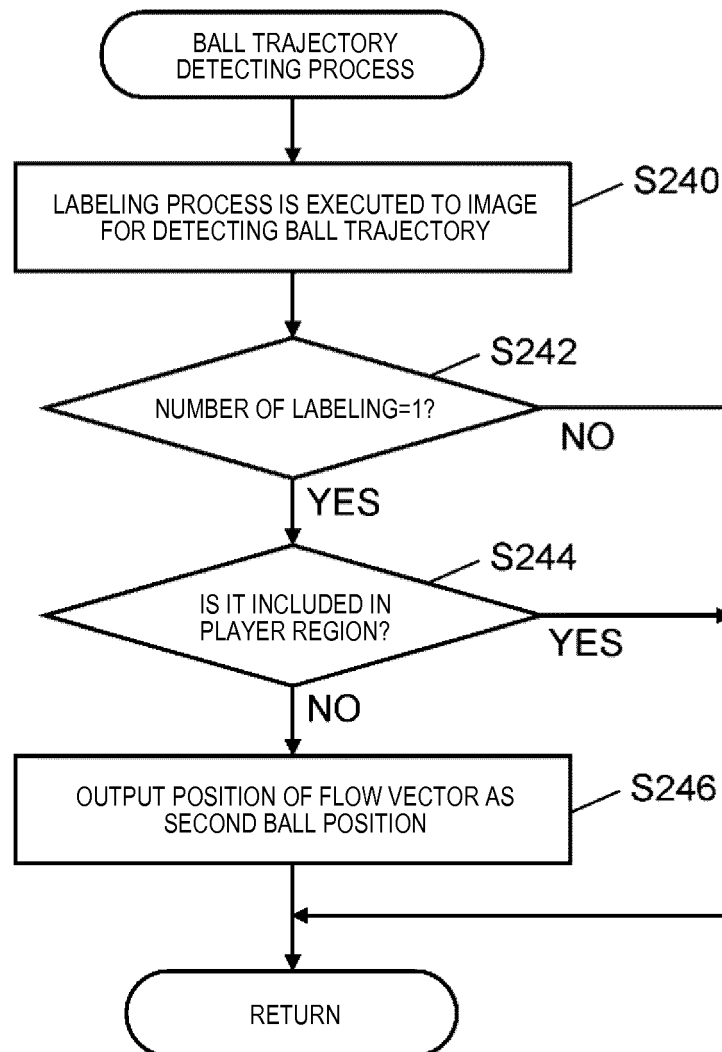 BALL TRAJECTORY
DETECTING PROCESS
S240
LABELING PROCESS IS EXECUTED TO IMAGE
FOR DETECTING BALL TRAJECTORY
S242
NUMBER OF LABELING=1?
NO
YES
S244
IS IT INCLUDED IN
PLAYER REGION?
YES
NO
S246
OUTPUT POSITION OF FLOW VECTOR AS
SECOND BALL POSITION
RETURN